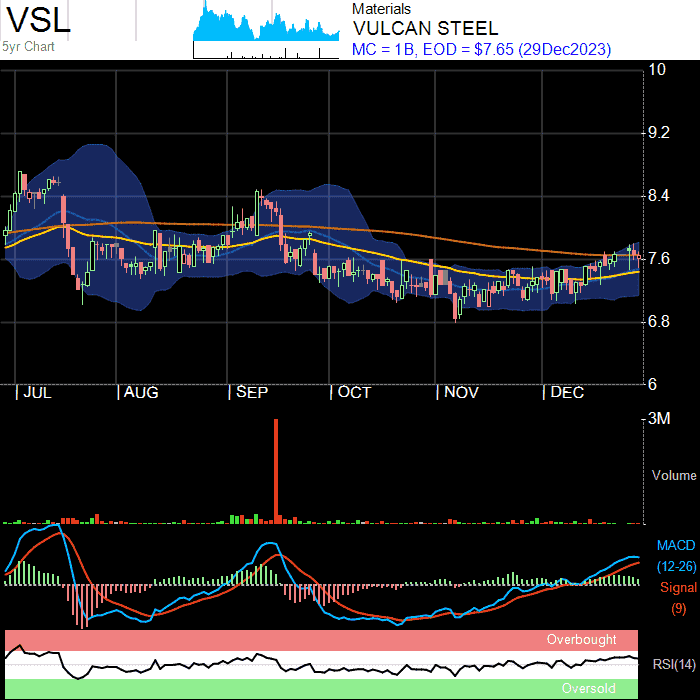 VSL
5yr Chart
Materials
VULCAN STEEL
MC = 1B, EOD = $7.65 (29Dec2023)
10
9.2
8.4
7.6
6.8
6
JUL AUG SEP OCT NOV DEC
3M
Volume
MACD
(12-26)
Signal
(9)
Overbought
RSI(14)
Oversold